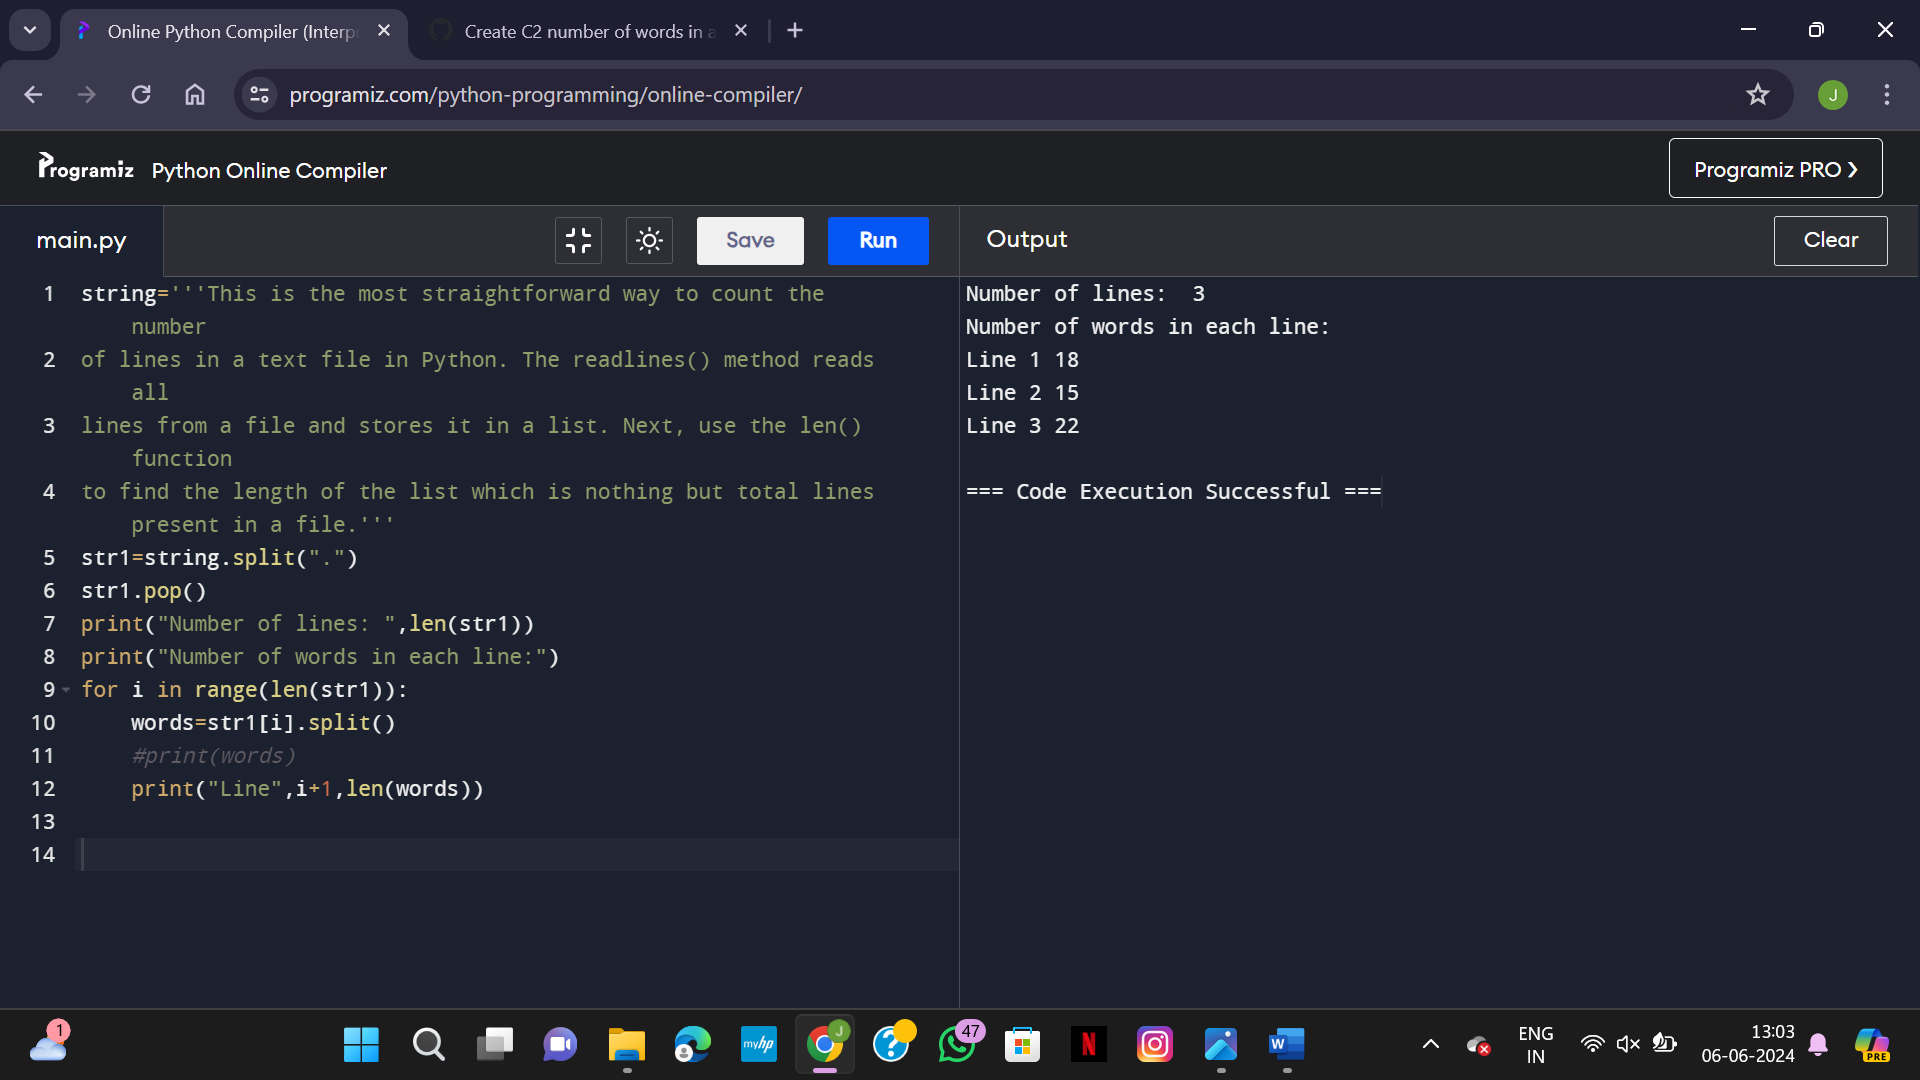 Online Python Compiler (Interp
Create C2 number of words in a
programiz.com/python-programming/online-compiler/
J
Programiz Python Online Compiler
Programiz PRO ❯
main.py
Save
Run
Output
Clear
1 string='''This is the most straightforward way to count the
number
2 of lines in a text file in Python. The readlines() method reads
all
3 lines from a file and stores it in a list. Next, use the len()
function
4 to find the length of the list which is nothing but total lines
present in a file.'''
5 str1=string.split(".")
6 str1.pop()
7 print("Number of lines: ",len(str1))
8 print("Number of words in each line:")
9 for i in range(len(str1)):
10 words=str1[i].split()
11 #print(words)
12 print("Line",i+1,len(words))
13
14
Number of lines:  3
Number of words in each line:
Line 1 18
Line 2 15
Line 3 22
=== Code Execution Successful ===
1
myhp
J
?
47
N
W
ENG
IN
13:03
06-06-2024
PRE